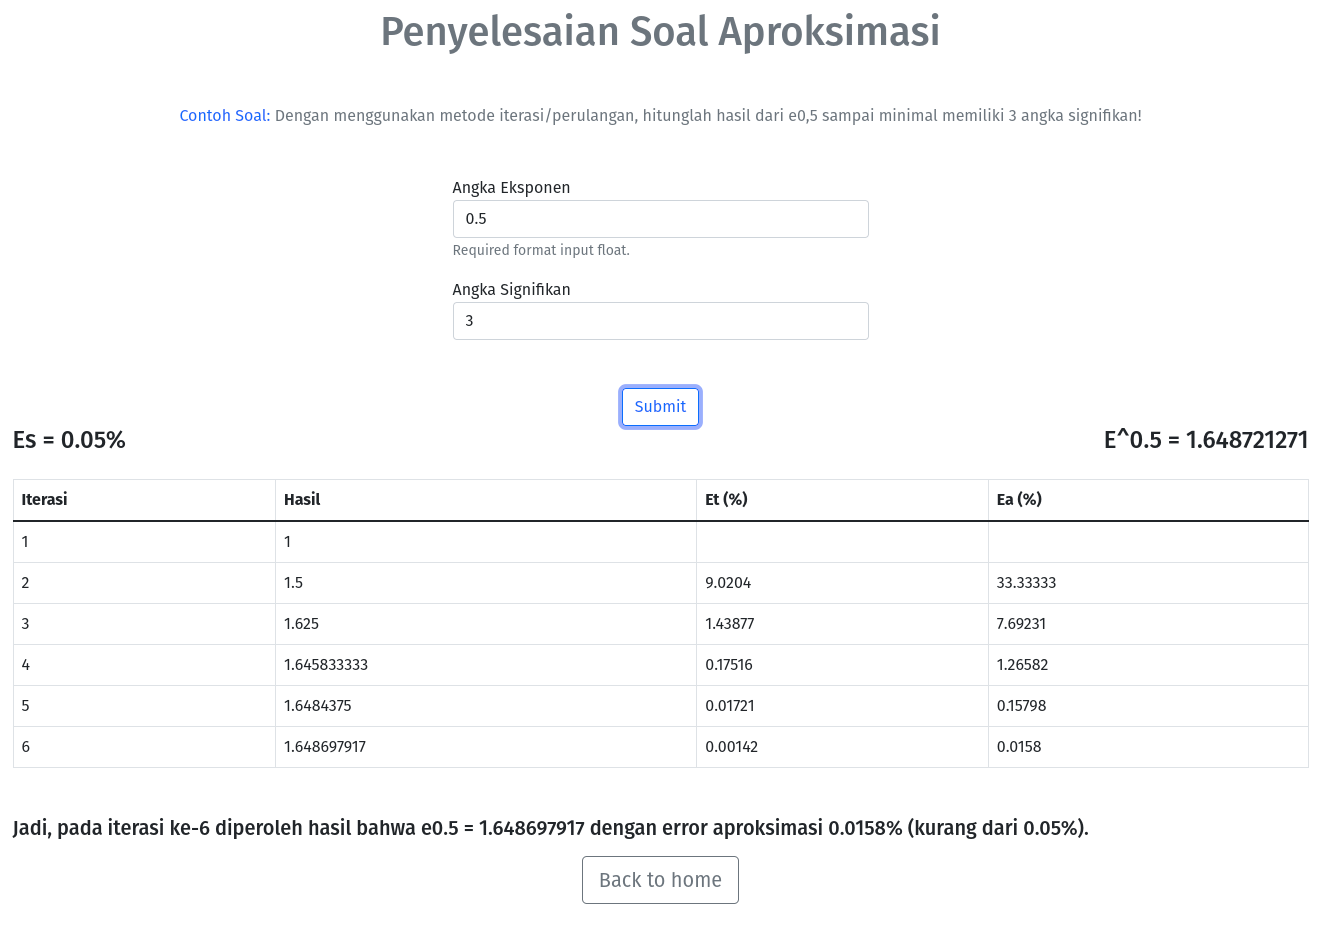 Penyelesaian Soal Aproksimasi
Contoh Soal: Dengan menggunakan metode iterasi/perulangan, hitunglah hasil dari e0,5 sampai minimal memiliki 3 angka signifikan!
Angka Eksponen
0.5
Required format input float.
Angka Signifikan
3
Submit
Es = 0.05% E^0.5 = 1.648721271
Iterasi Hasil Et (%) Ea (%)
1 1
2 1.5 9.0204 33.33333
3 1.625 1.43877 7.69231
4 1.645833333 0.17516 1.26582
5 1.6484375 0.01721 0.15798
6 1.648697917 0.00142 0.0158
Jadi, pada iterasi ke-6 diperoleh hasil bahwa e0.5 = 1.648697917 dengan error aproksimasi 0.0158% (kurang dari 0.05%).
Back to home